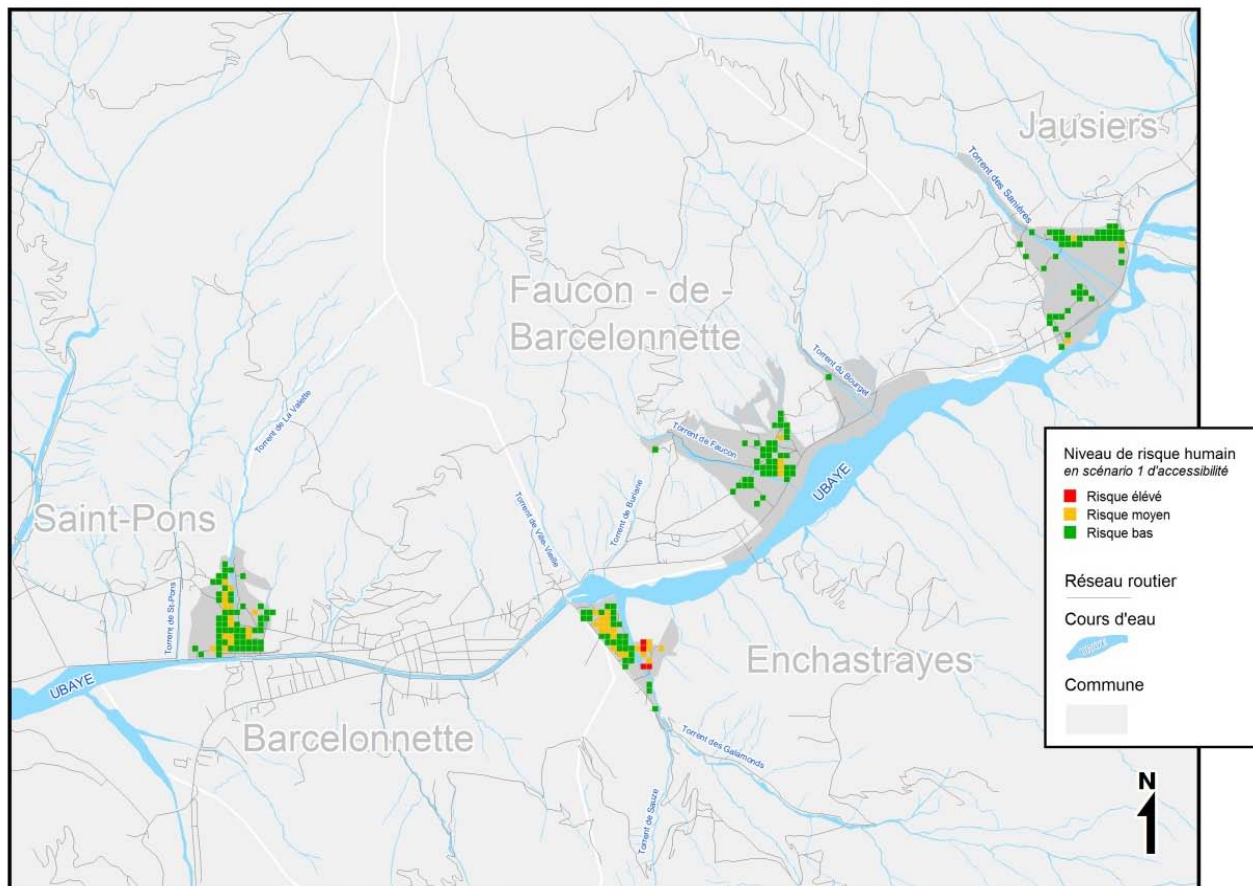 Jausiers
Torrent des Sanières
Faucon - de -
Barcelonnette
Torrent du Bourget
Torrent de La Valette
Torrent de Faucon
UBAYE
Torrent de Buriane
Torrent de Ville-Vieille
Saint-Pons
Torrent de St-Pons
Enchastrayes
UBAYE
Barcelonnette
Torrent des Galamonds
Torrent de Sauze
Niveau de risque humain
en scénario 1 d'accessibilité
Risque élévé
Risque moyen
Risque bas
Réseau routier
Cours d'eau
UBAYE
Commune
N